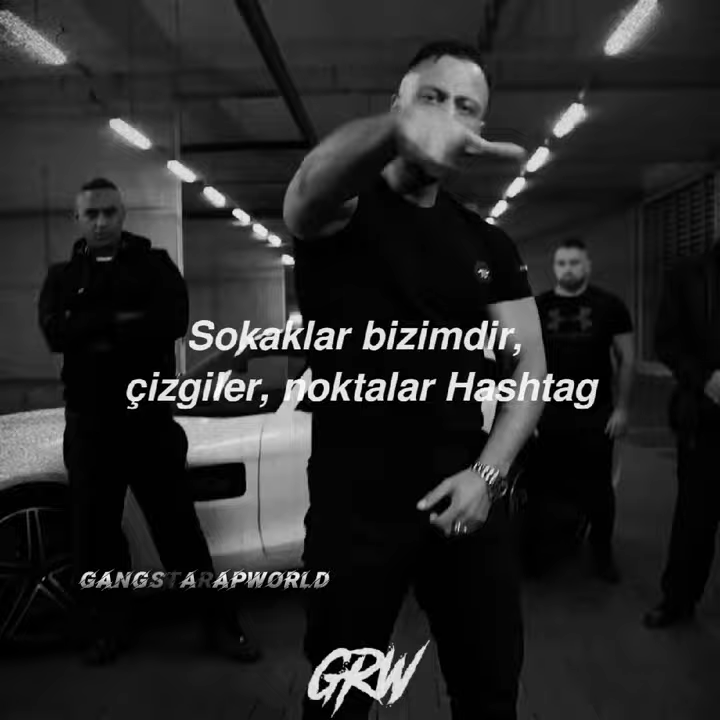 Sokaklar bizimdir,
çizgiler, noktalar Hashtag
GANGSTARAPWORLD
GRW